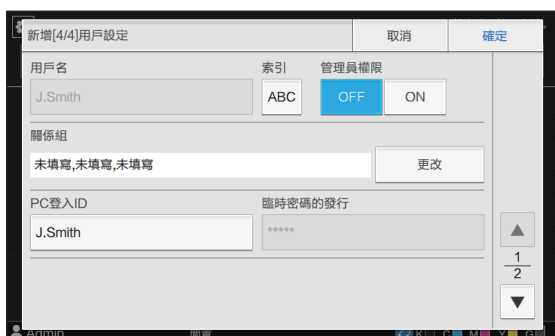 新增[4/4]用戶設定 取消 確定
用戶名 索引 管理員權限
J.Smith ABC OFF ON
關係組
未填寫,未填寫,未填寫 更改
PC登入ID 臨時密碼的發行
J.Smith *****
1
2
Admin K C M Y G